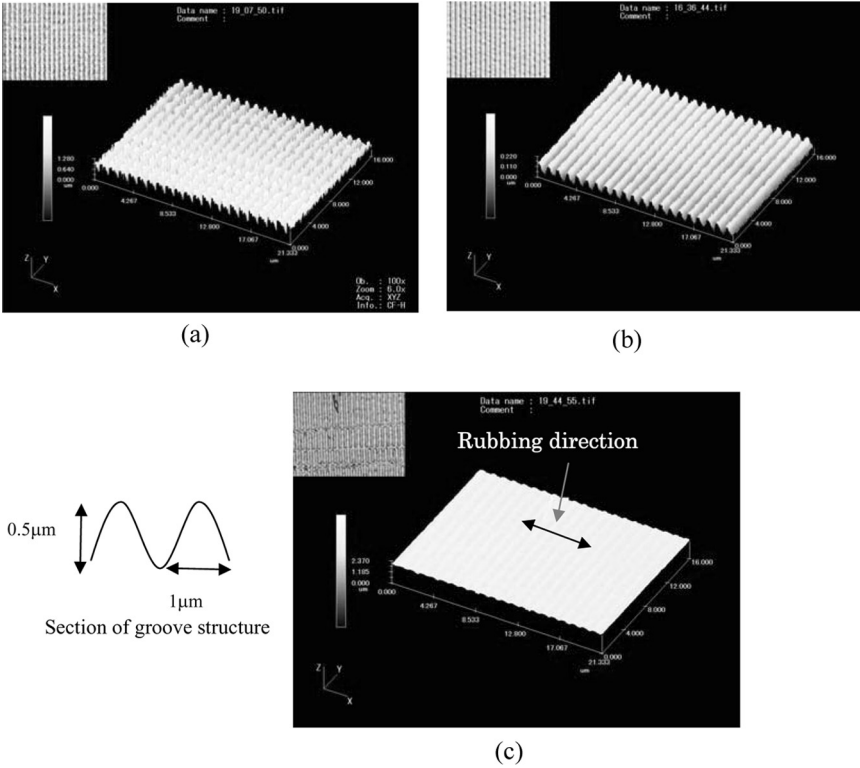 Data name : 19_07_50.tif
Comment :
1.280
0.640
0.000
um
0.000
4.267
8.533
12.800
17.067
21.333
um
0.000
4.000
8.000
12.000
16.000
Z
Y
X
Ob. : 100x
Zoom : 6.0x
Acq. : XYZ
Info.: CF-H
(a)
Data name : 16_36_44.tif
Comment :
0.220
0.110
0.000
um
0.000
4.267
8.533
12.800
17.067
21.333
um
0.000
4.000
8.000
12.000
16.000
Z
Y
X
(b)
0.5μm
1μm
Section of groove structure
Data name : 19_44_55.tif
Comment :
Rubbing direction
2.370
1.185
0.000
um
0.000
4.267
8.533
12.800
17.067
21.333
um
0.000
4.000
8.000
12.000
16.000
Z
Y
X
(c)